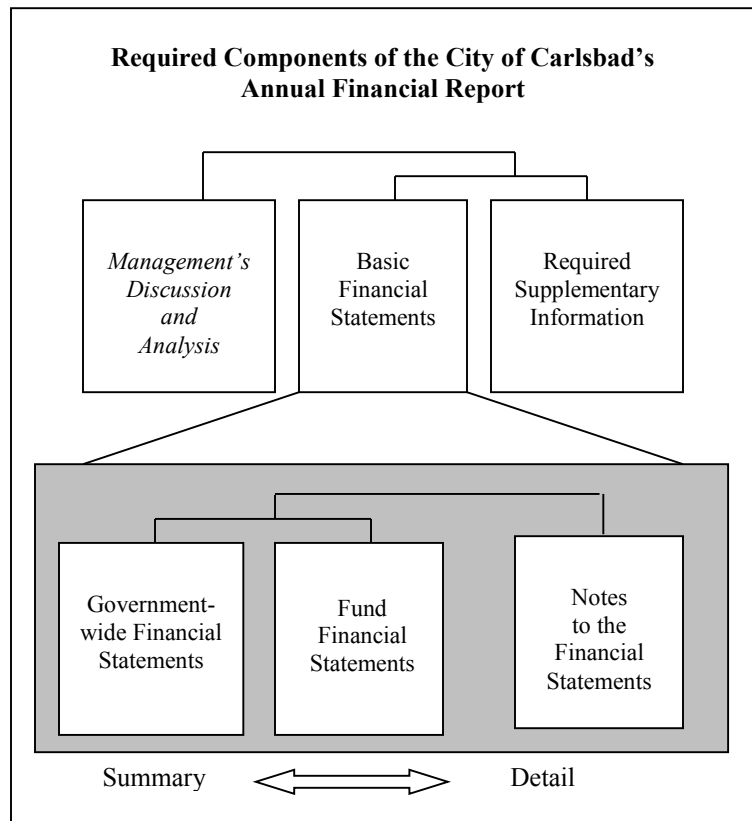 Required Components of the City of Carlsbad's
Annual Financial Report
Management's
Discussion
and
Analysis
Basic
Financial
Statements
Required
Supplementary
Information
Government-
wide Financial
Statements
Fund
Financial
Statements
Notes
to the
Financial
Statements
Summary
Detail